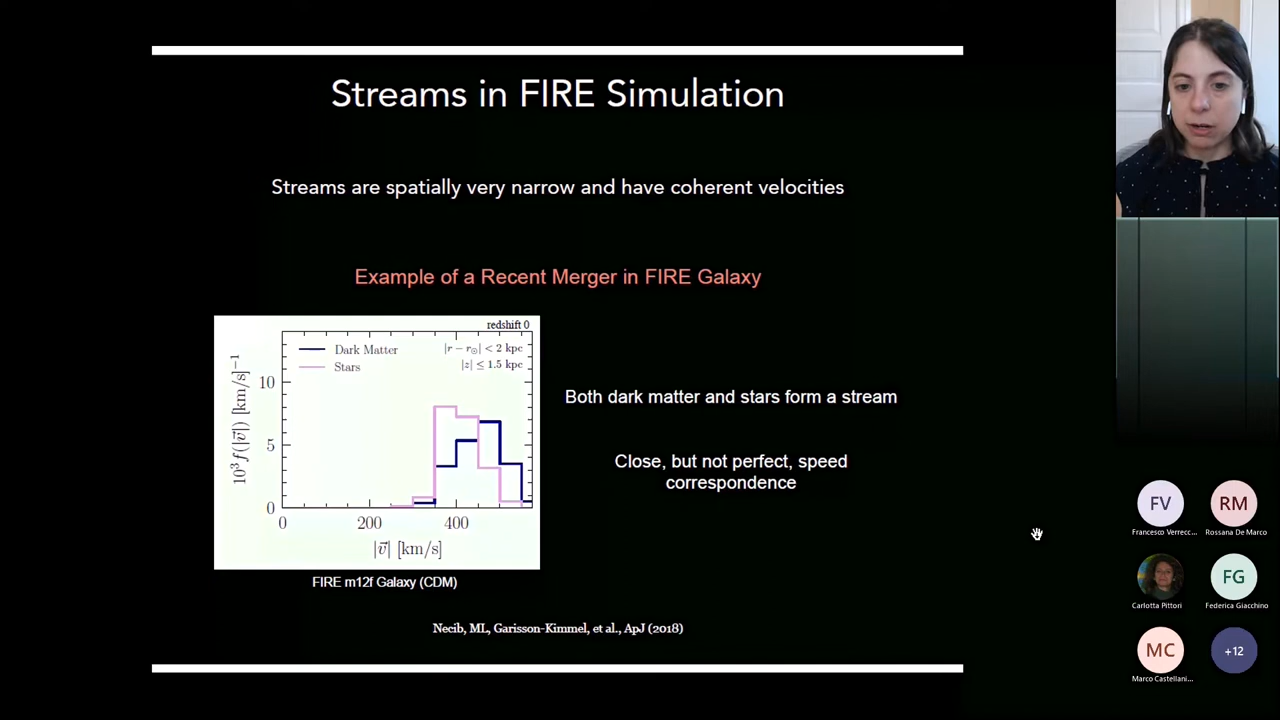 Streams in FIRE Simulation
Streams are spatially very narrow and have coherent velocities
Example of a Recent Merger in FIRE Galaxy
redshift 0
Dark Matter
Stars
|r − r⊙| < 2 kpc
|z| ≤ 1.5 kpc
10³ f(|v⃗|) [km/s]⁻¹
10
5
0
0 200 400
|v⃗| [km/s]
FIRE m12f Galaxy (CDM)
Both dark matter and stars form a stream
Close, but not perfect, speed
correspondence
Necib, ML, Garisson-Kimmel, et al., ApJ (2018)
FV
Francesco Verrecc...
RM
Rossana De Marco
Carlotta Pittori
FG
Federica Giacchino
MC
Marco Castellani...
+12